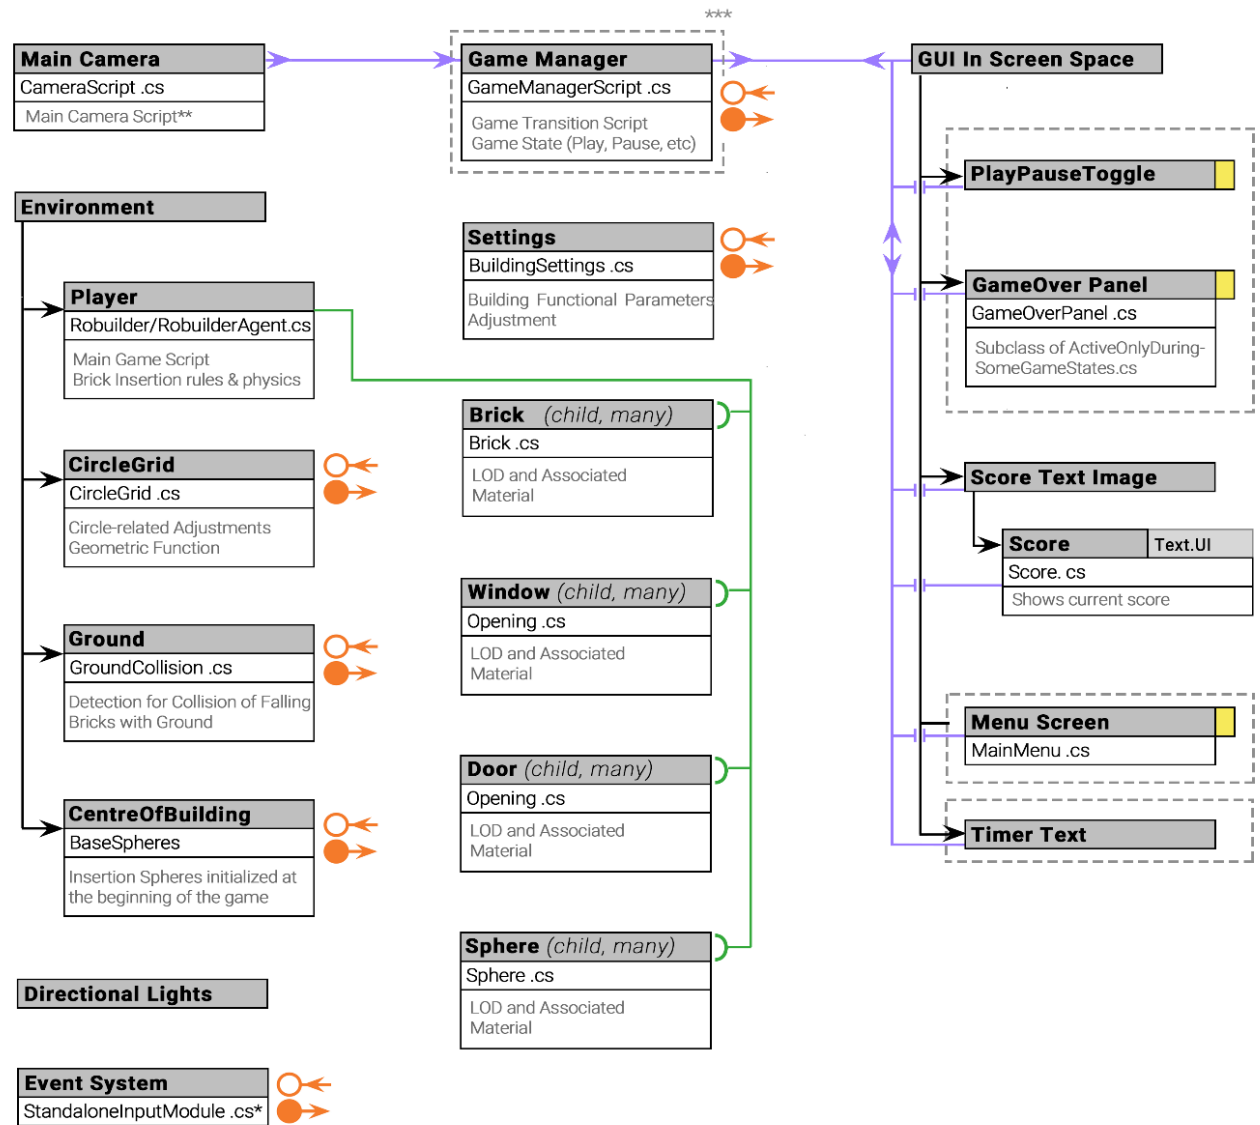 ***
Main Camera
CameraScript .cs
Main Camera Script**
Game Manager
GameManagerScript .cs
Game Transition Script
Game State (Play, Pause, etc)
GUI In Screen Space
PlayPauseToggle
GameOver Panel
GameOverPanel .cs
Subclass of ActiveOnlyDuring-
SomeGameStates.cs
Score Text Image
Score
Text.UI
Score. cs
Shows current score
Menu Screen
MainMenu .cs
Timer Text
Environment
Player
Robuilder/RobuilderAgent.cs
Main Game Script
Brick Insertion rules & physics
CircleGrid
CircleGrid .cs
Circle-related Adjustments
Geometric Function
Ground
GroundCollision .cs
Detection for Collision of Falling
Bricks with Ground
CentreOfBuilding
BaseSpheres
Insertion Spheres initialized at
the beginning of the game
Settings
BuildingSettings .cs
Building Functional Parameters
Adjustment
Brick (child, many)
Brick .cs
LOD and Associated
Material
Window (child, many)
Opening .cs
LOD and Associated
Material
Door (child, many)
Opening .cs
LOD and Associated
Material
Sphere (child, many)
Sphere .cs
LOD and Associated
Material
Directional Lights
Event System
StandaloneInputModule .cs*